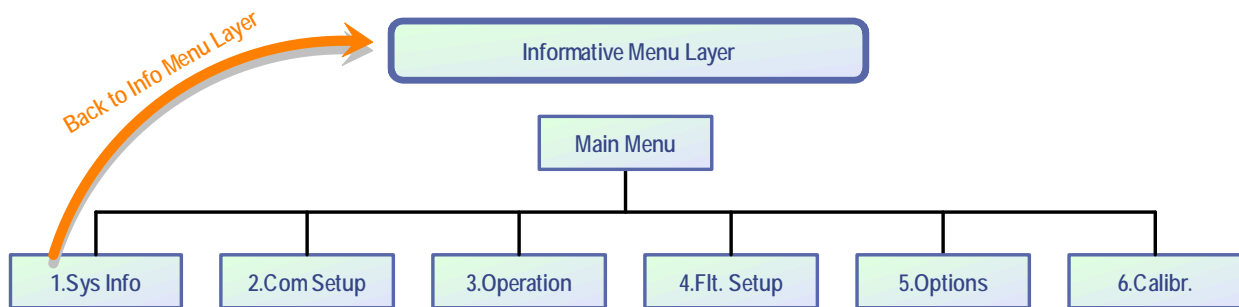 Back to Info Menu Layer
Informative Menu Layer
Main Menu
1.Sys Info
2.Com Setup
3.Operation
4.Flt. Setup
5.Options
6.Calibr.